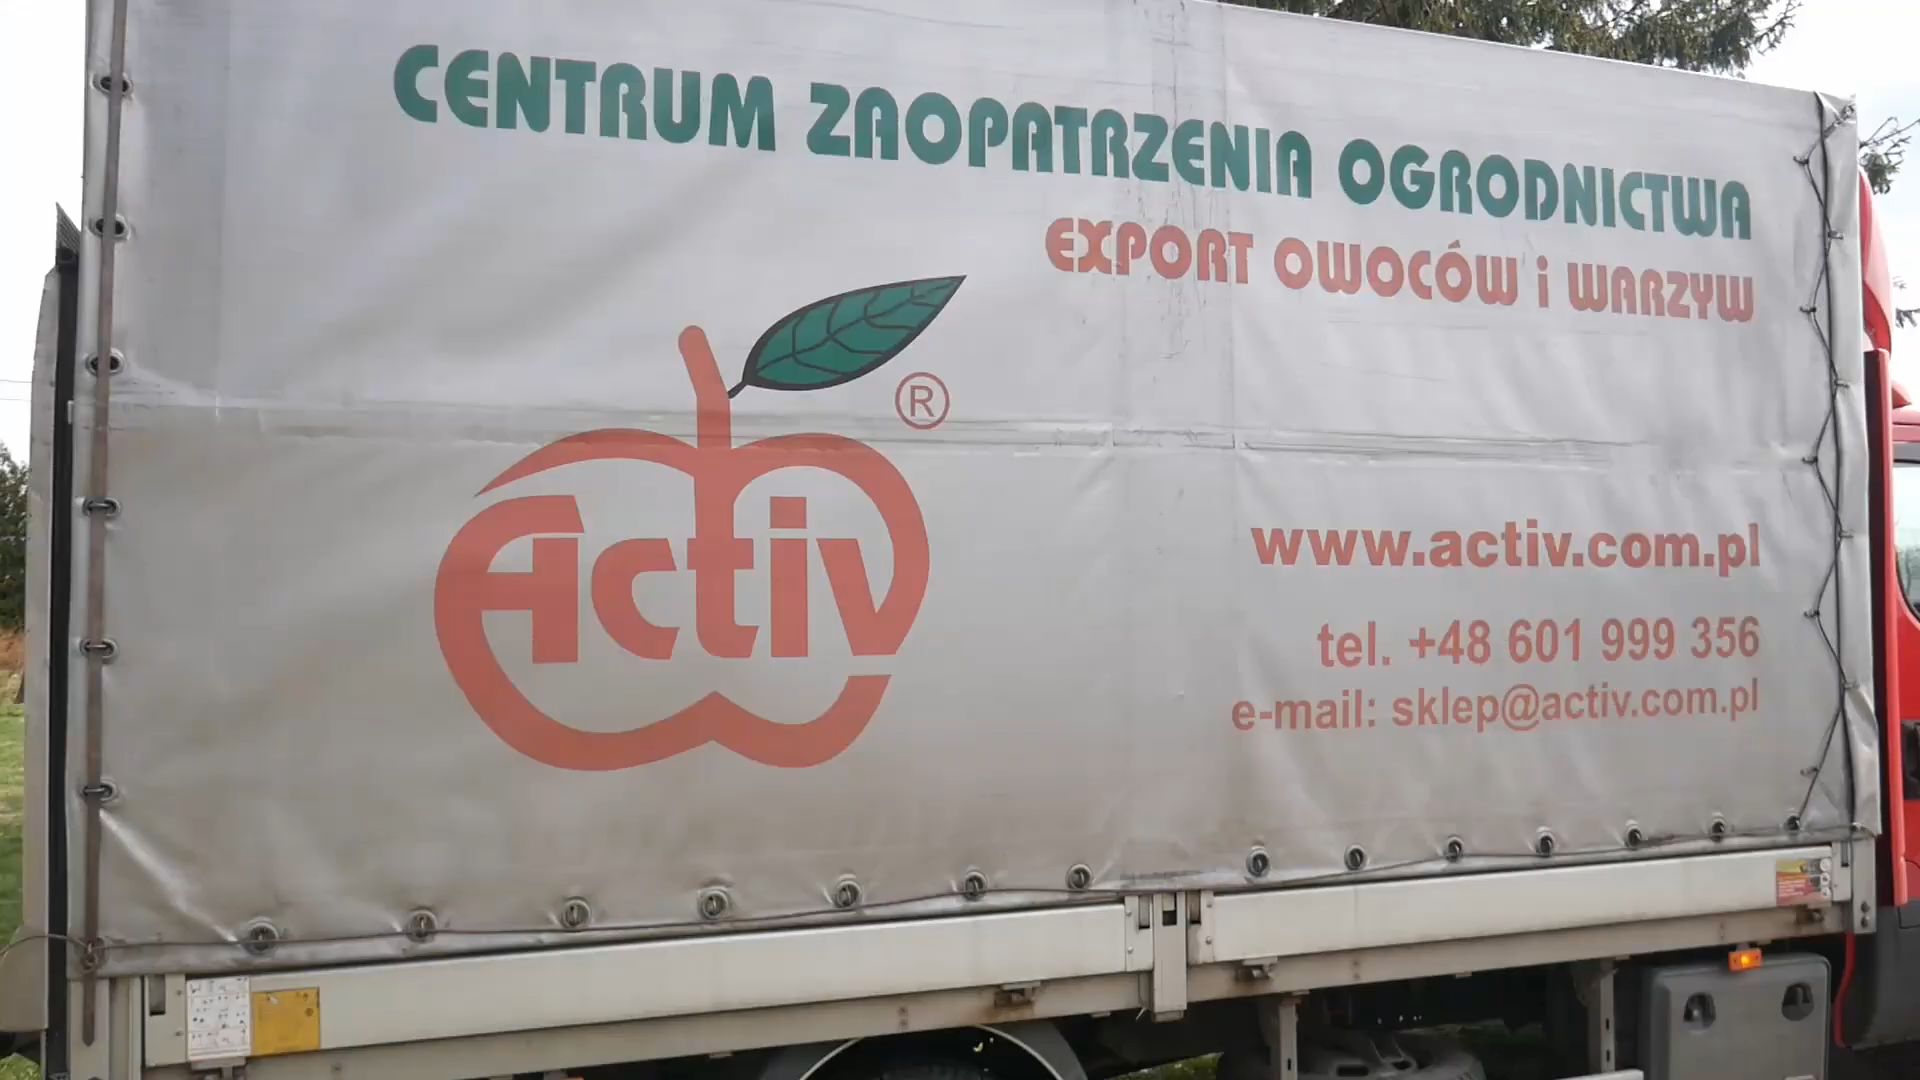 CENTRUM ZAOPATRZENIA OGRODNICTWA
EXPORT OWOCÓW i WARZYW
®
Activ
www.activ.com.pl
tel. +48 601 999 356
e-mail: sklep@activ.com.pl